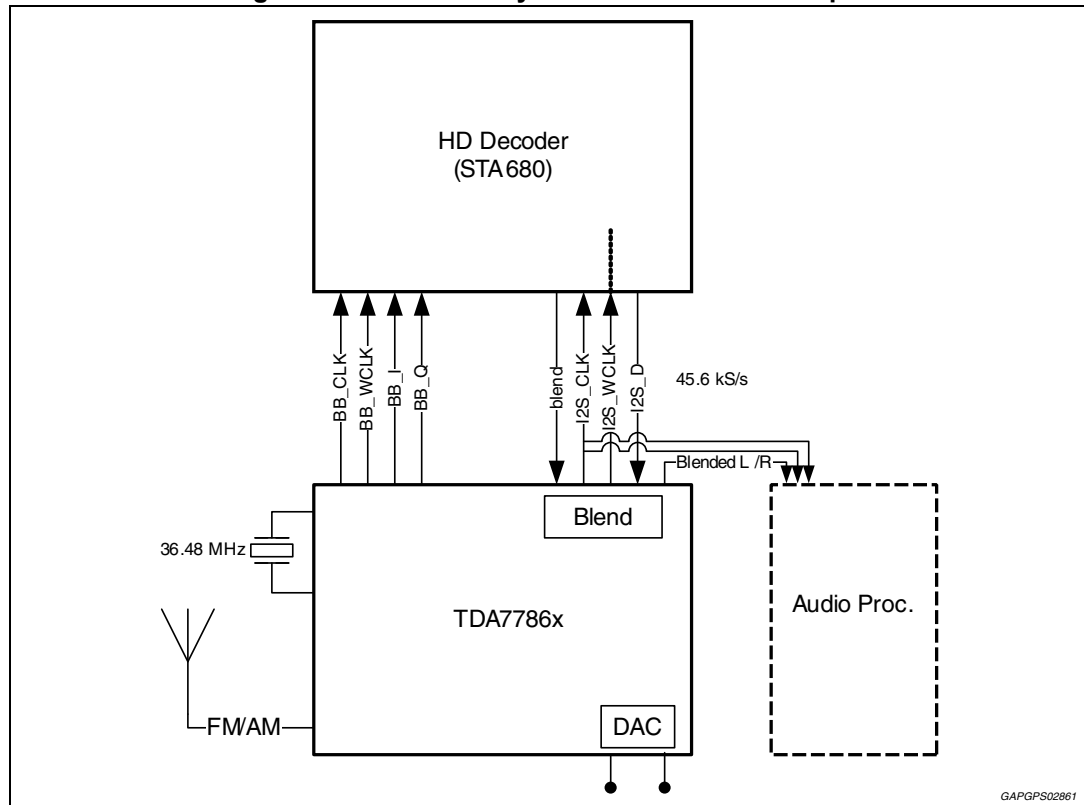 HD Decoder
(STA680)
BB_CLK
BB_WCLK
BB_I
BB_Q
blend
I2S_CLK
I2S_WCLK
I2S_D
45.6 kS/s
Blended L /R
Blend
36.48 MHz
TDA7786x
Audio Proc.
FM/AM
DAC
GAPGPS02861